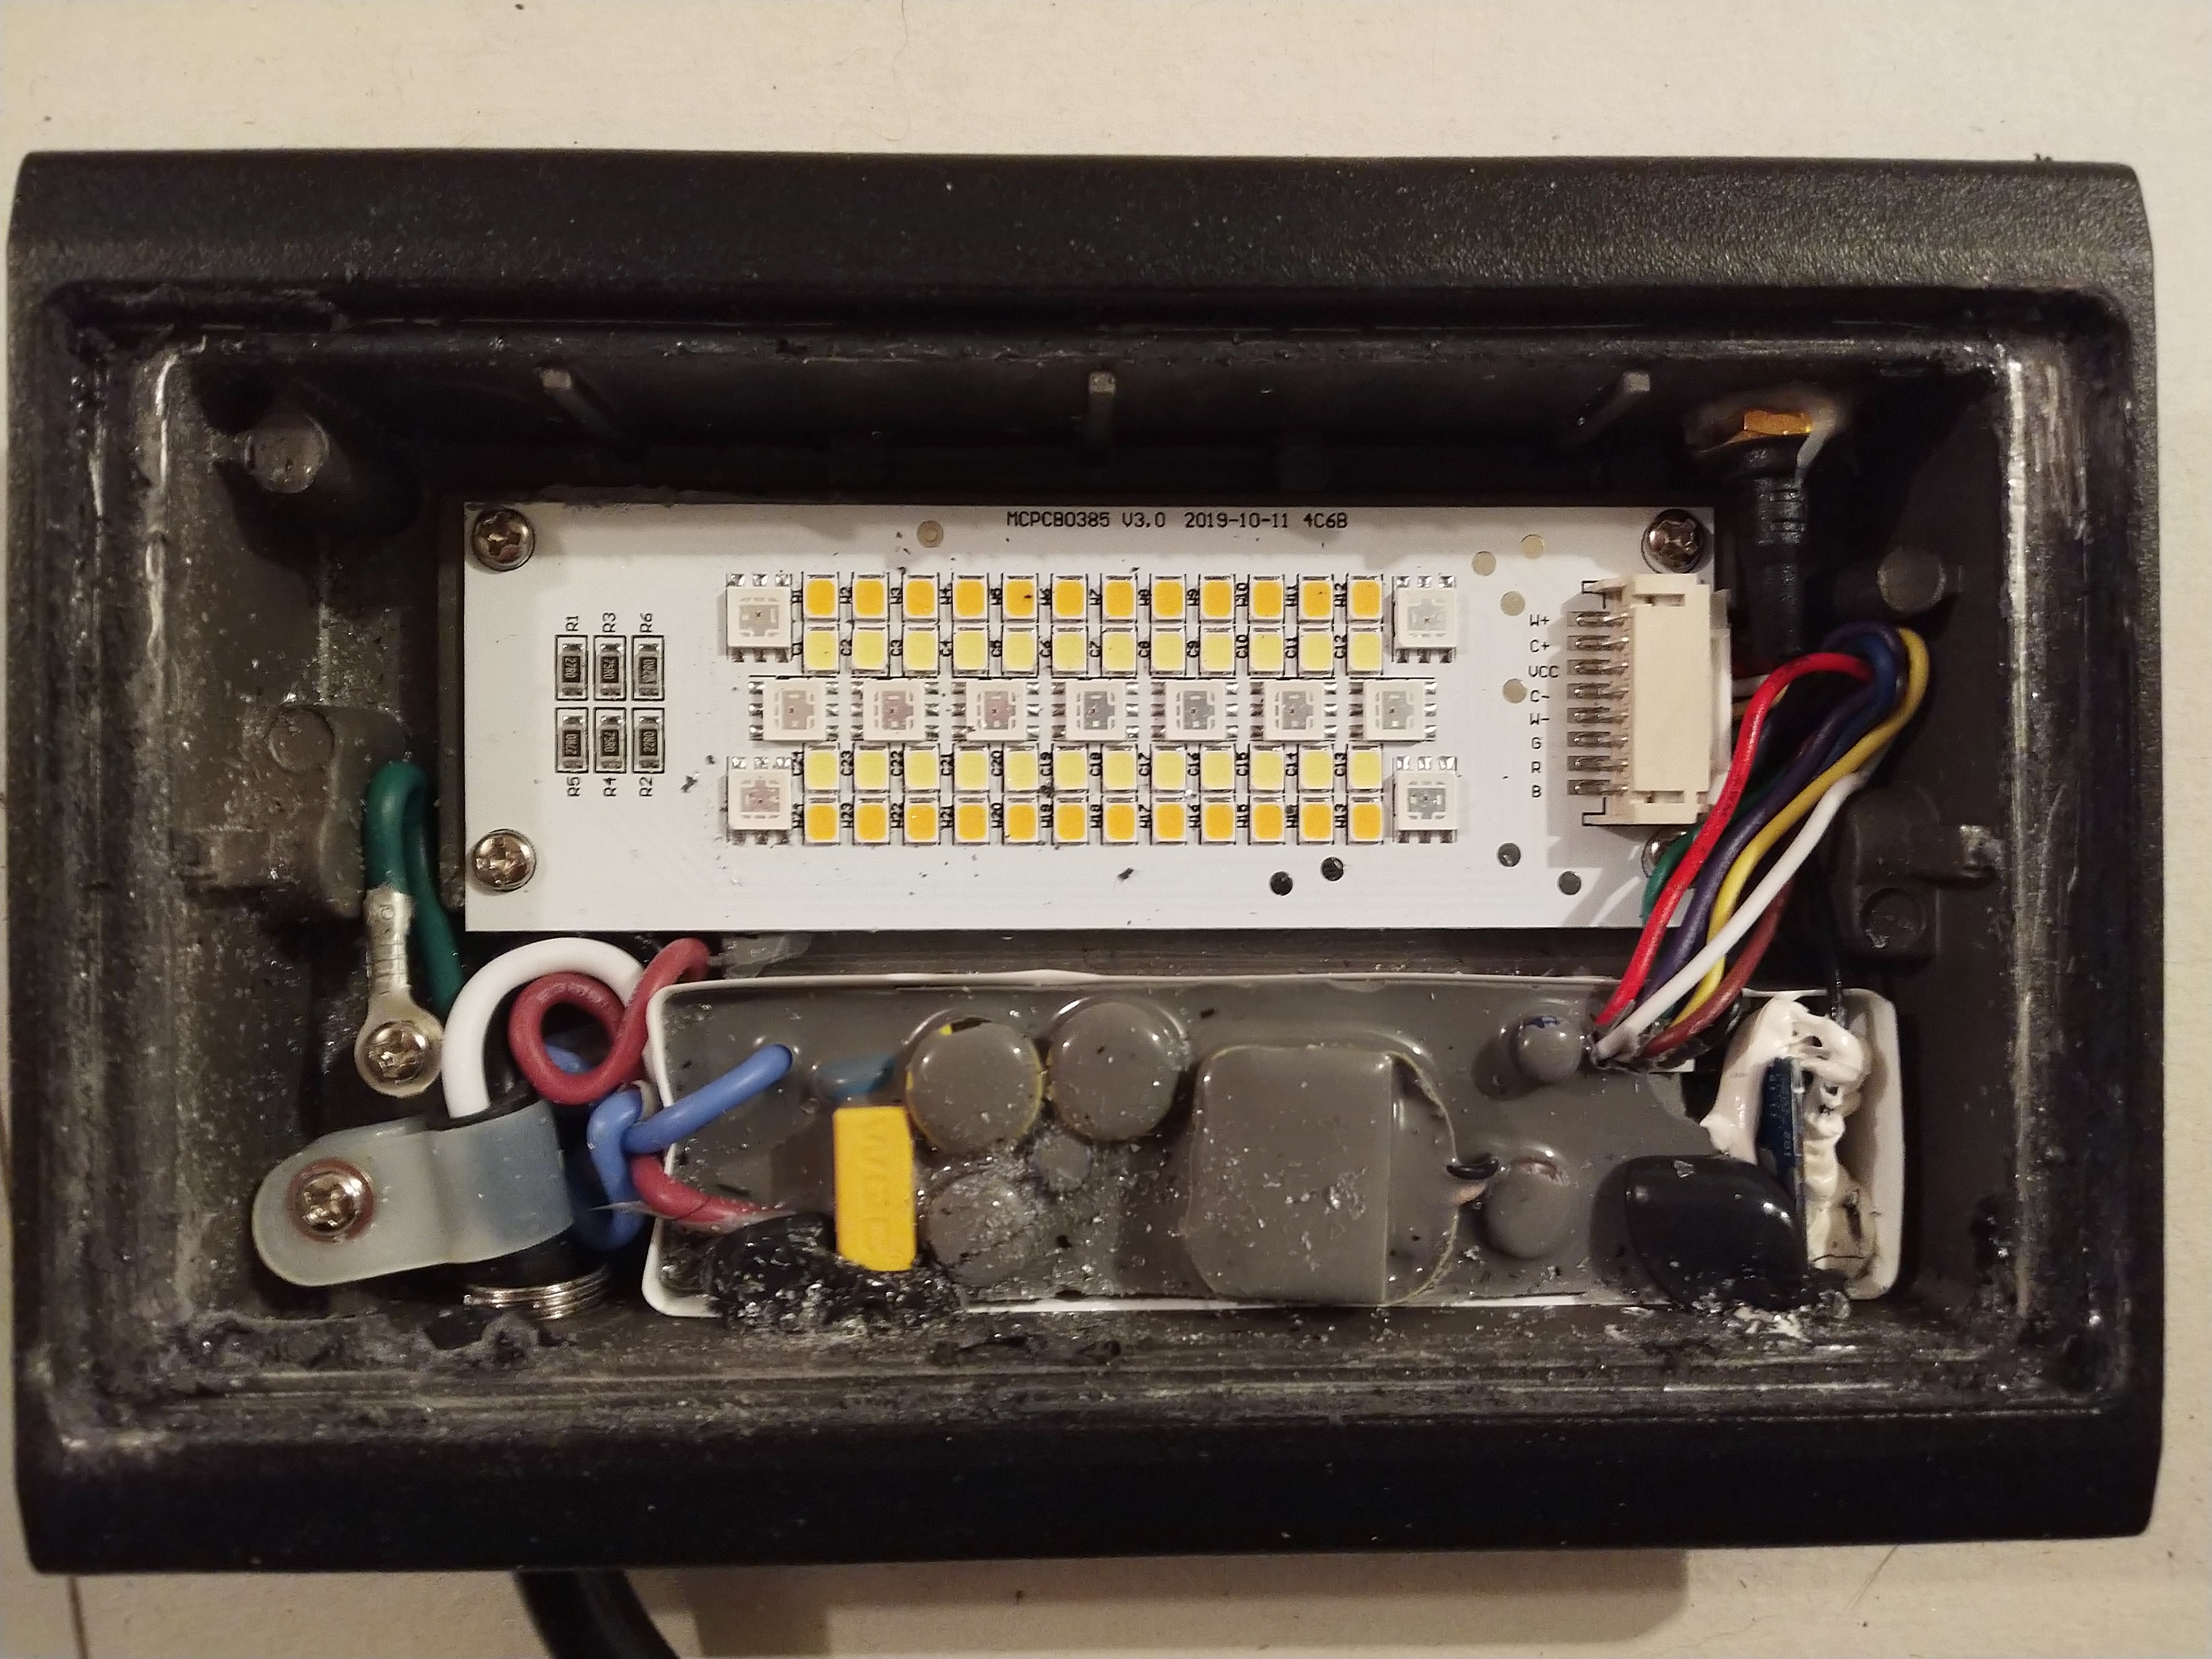 R5 27R0 27R0 R1
R4 75R0 75R0 R3
R2 22R0 22R0 R6
W24 C24 C1 W1
W23 C23 C2 W2
W22 C22 C3 W3
W21 C21 C4 W4
W20 C20 C5 W5
W19 C19 C6 W6
W18 C18 C7 W7
W17 C17 C8 W8
W16 C16 C9 W9
W15 C15 C10 W10
W14 C14 C11 W11
W13 C13 C12 W12
MCPCB0385 V3.0 2019-10-11 4C6B
B R G W- C- VCC C+ W+